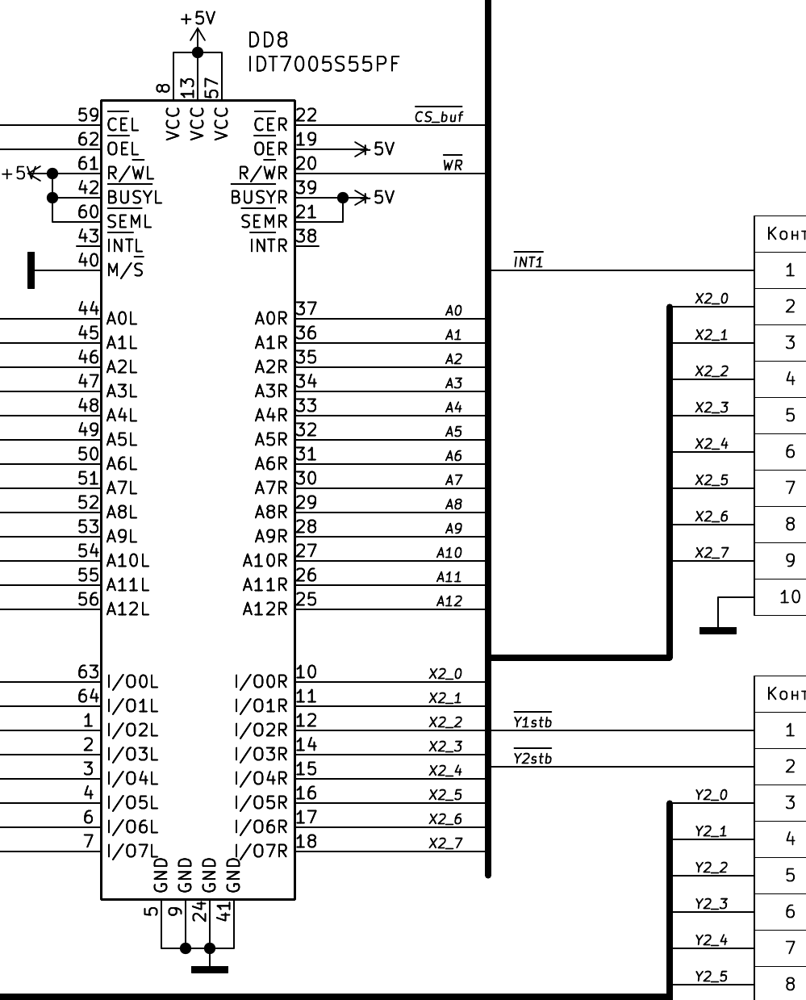 +5V
DD8
IDT7005S55PF
8 13 57
VCC VCC VCC
59 CEL CER 22 CS_buf
62 OEL OER 19 +5V
+5V 61 R/WL R/WR 20 WR
42 BUSYL BUSYR 39 +5V
60 SEML SEMR 21
43 INTL INTR 38
40 M/S
INT1
44 A0L A0R 37 A0
45 A1L A1R 36 A1
46 A2L A2R 35 A2
47 A3L A3R 34 A3
48 A4L A4R 33 A4
49 A5L A5R 32 A5
50 A6L A6R 31 A6
51 A7L A7R 30 A7
52 A8L A8R 29 A8
53 A9L A9R 28 A9
54 A10L A10R 27 A10
55 A11L A11R 26 A11
56 A12L A12R 25 A12
63 I/O0L I/O0R 10 X2_0
64 I/O1L I/O1R 11 X2_1
1 I/O2L I/O2R 12 X2_2
2 I/O3L I/O3R 14 X2_3
3 I/O4L I/O4R 15 X2_4
4 I/O5L I/O5R 16 X2_5
6 I/O6L I/O6R 17 X2_6
7 I/O7L I/O7R 18 X2_7
GND GND GND GND
5 9 24 41
Конт
1
X2_0 2
X2_1 3
X2_2 4
X2_3 5
X2_4 6
X2_5 7
X2_6 8
X2_7 9
10
Конт
Y1stb 1
Y2stb 2
Y2_0 3
Y2_1 4
Y2_2 5
Y2_3 6
Y2_4 7
Y2_5 8